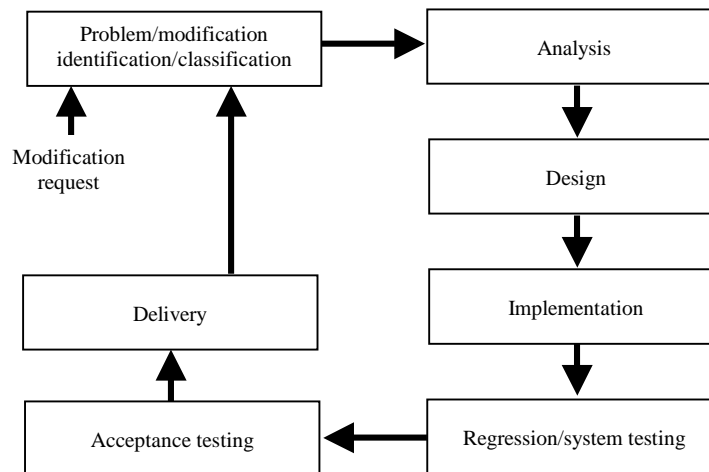 Problem/modification
identification/classification
Analysis
Modification
request
Design
Delivery
Implementation
Acceptance testing
Regression/system testing